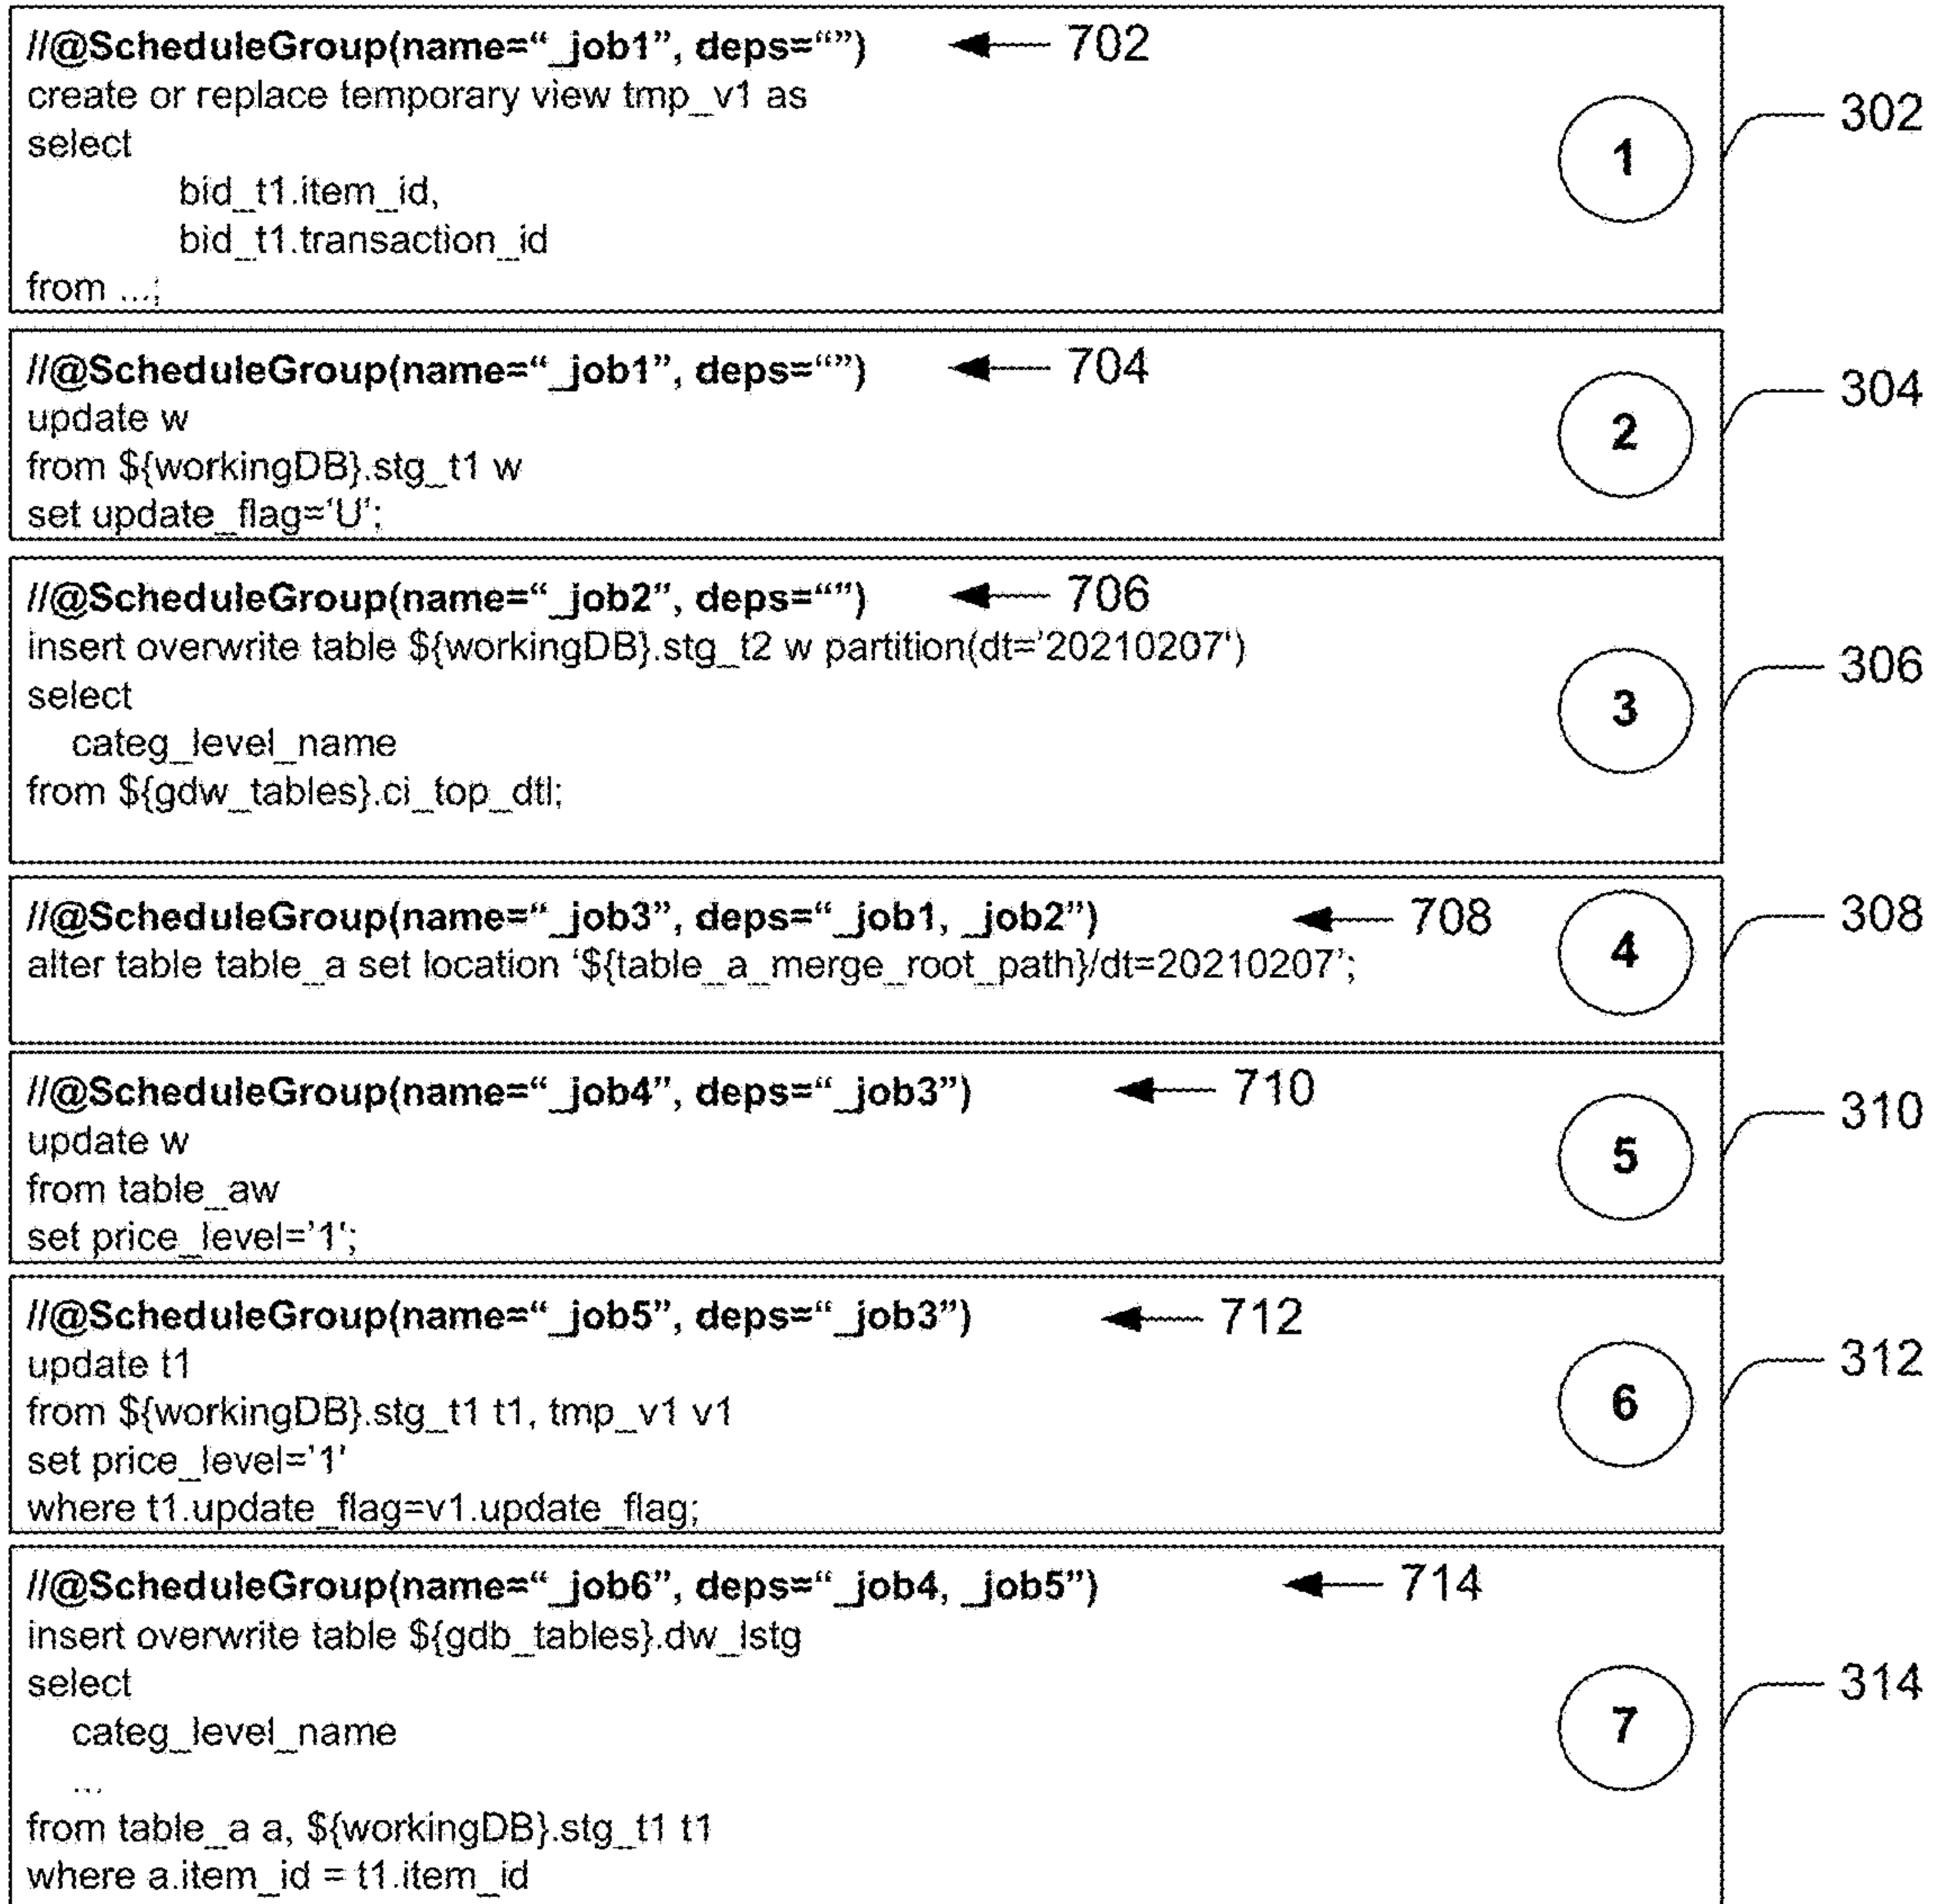 //@ScheduleGroup(name=“_job1”, deps=“”) 702
create or replace temporary view tmp_v1 as
select
bid_t1.item_id,
bid_t1.transaction_id
from ...;
1
302
//@ScheduleGroup(name=“_job1”, deps=“”) 704
update w
from ${workingDB}.stg_t1 w
set update_flag=‘U’;
2
304
//@ScheduleGroup(name=“_job2”, deps=“”) 706
insert overwrite table ${workingDB}.stg_t2 w partition(dt=’20210207‘)
select
categ_level_name
from ${gdw_tables}.ci_top_dtl;
3
306
//@ScheduleGroup(name=“_job3”, deps=“_job1, _job2”) 708
alter table table_a set location ‘${table_a_merge_root_path}/dt=20210207’;
4
308
//@ScheduleGroup(name=“_job4”, deps=“_job3”) 710
update w
from table_aw
set price_level=’1‘;
5
310
//@ScheduleGroup(name=“_job5”, deps=“_job3”) 712
update t1
from ${workingDB}.stg_t1 t1, tmp_v1 v1
set price_level=’1’
where t1.update_flag=v1.update_flag;
6
312
//@ScheduleGroup(name=“_job6”, deps=“_job4, _job5”) 714
insert overwrite table ${gdb_tables}.dw_lstg
select
categ_level_name
...
from table_a a, ${workingDB}.stg_t1 t1
where a.item_id = t1.item_id
7
314